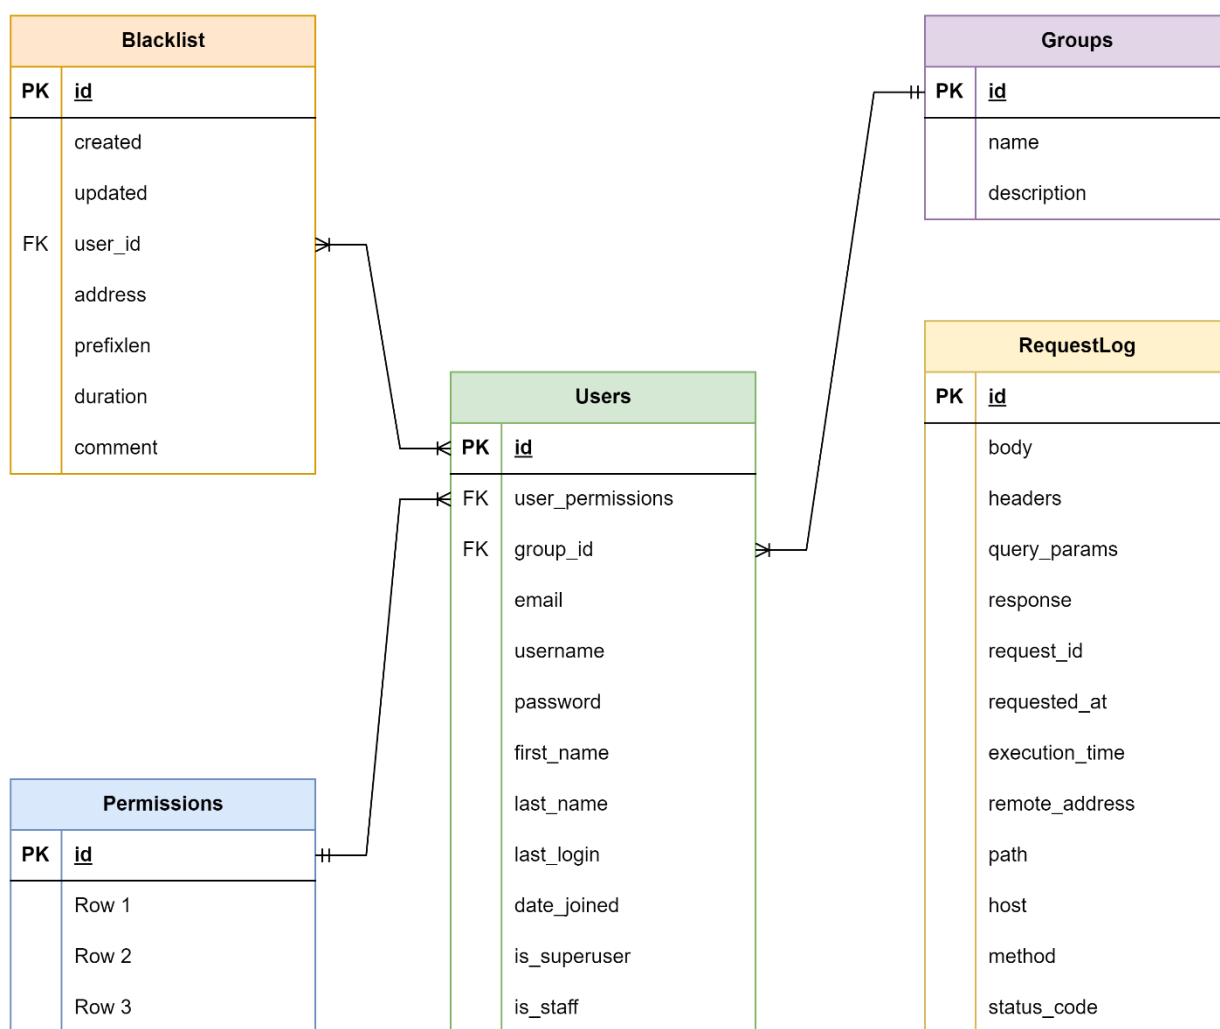 Blacklist
PK id
created
updated
FK user_id
address
prefixlen
duration
comment
Groups
PK id
name
description
Users
PK id
FK user_permissions
FK group_id
email
username
password
first_name
last_name
last_login
date_joined
is_superuser
is_staff
RequestLog
PK id
body
headers
query_params
response
request_id
requested_at
execution_time
remote_address
path
host
method
status_code
Permissions
PK id
Row 1
Row 2
Row 3